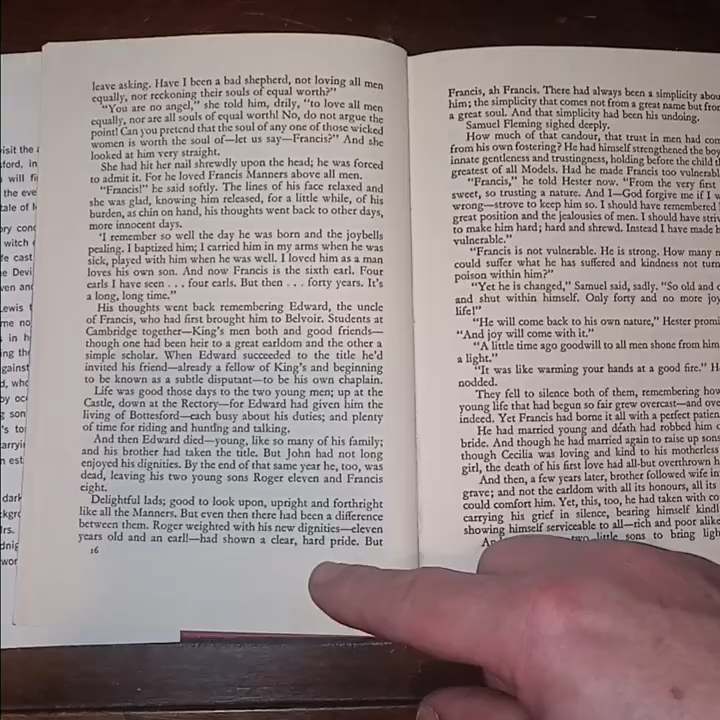 leave asking. Have I been a bad shepherd, not loving all men
equally, nor reckoning their souls of equal worth?"
"You are no angel," she told him, drily, "to love all men
equally, nor are all souls of equal worth! No, do not argue the
point! Can you pretend that the soul of any one of those wicked
women is worth the soul of—let us say—Francis?" And she
looked at him very straight.
She had hit her nail shrewdly upon the head; he was forced
to admit it. For he loved Francis Manners above all men.
"Francis!" he said softly. The lines of his face relaxed and
she was glad, knowing him released, for a little while, of his
burden, as chin on hand, his thoughts went back to other days,
more innocent days.
'I remember so well the day he was born and the joybells
pealing. I baptized him; I carried him in my arms when he was
sick, played with him when he was well. I loved him as a man
loves his own son. And now Francis is the sixth earl. Four
earls I have seen . . . four earls. But then . . . forty years. It's
a long, long time."
His thoughts went back remembering Edward, the uncle
of Francis, who had first brought him to Belvoir. Students at
Cambridge together—King's men both and good friends—
though one had been heir to a great earldom and the other a
simple scholar. When Edward succeeded to the title he'd
invited his friend—already a fellow of King's and beginning
to be known as a subtle disputant—to be his own chaplain.
Life was good those days to the two young men; up at the
Castle, down at the Rectory—for Edward had given him the
living of Bottesford—each busy about his duties; and plenty
of time for riding and hunting and talking.
And then Edward died—young, like so many of his family;
and his brother had taken the title. But John had not long
enjoyed his dignities. By the end of that same year he, too, was
dead, leaving his two young sons Roger eleven and Francis
eight.
Delightful lads; good to look upon, upright and forthright
like all the Manners. But even then there had been a difference
between them. Roger weighted with his new dignities—eleven
years old and an earl!—had shown a clear, hard pride. But
16
Francis, ah Francis. There had always been a simplicity
him; the simplicity that comes not from a great name but
a great soul. And that simplicity had been his undoing.
Samuel Fleming sighed deeply.
How much of that candour, that trust in men had
from his own fostering? He had himself strengthened the
innate gentleness and trustingness, holding before the child
greatest of all Models. Had he made Francis too
"Francis," he told Hester now. "From the very first
sweet, so trusting a nature. And I—God forgive me if I
wrong—strove to keep him so. I should have remembered
great position and the jealousies of men. I should have
to make him hard; hard and shrewd. Instead I have made
vulnerable."
"Francis is not vulnerable. He is strong. How many
could suffer what he has suffered and kindness not
poison within him?"
"Yet he is changed," Samuel said, sadly. "So old and
and shut within himself. Only forty and no more
life!"
"He will come back to his own nature," Hester
"And joy will come with it."
"A little time ago goodwill to all men shone from him
a light."
"It was like warming your hands at a good fire."
nodded.
They fell to silence both of them, remembering
young life that had begun so fair grew overcast—and
indeed. Yet Francis had borne it all with a perfect
He had married young and death had robbed him
bride. And though he had married again to raise up
though Cecilia was loving and kind to his motherless
girl, the death of his first love had all-but overthrown
And then, a few years later, brother followed wife
grave; and not the earldom with all its honours, all its
could comfort him. Yet, this, too, he had taken with
carrying his grief in silence, bearing himself
showing himself serviceable to all—rich and poor
two little sons to bring